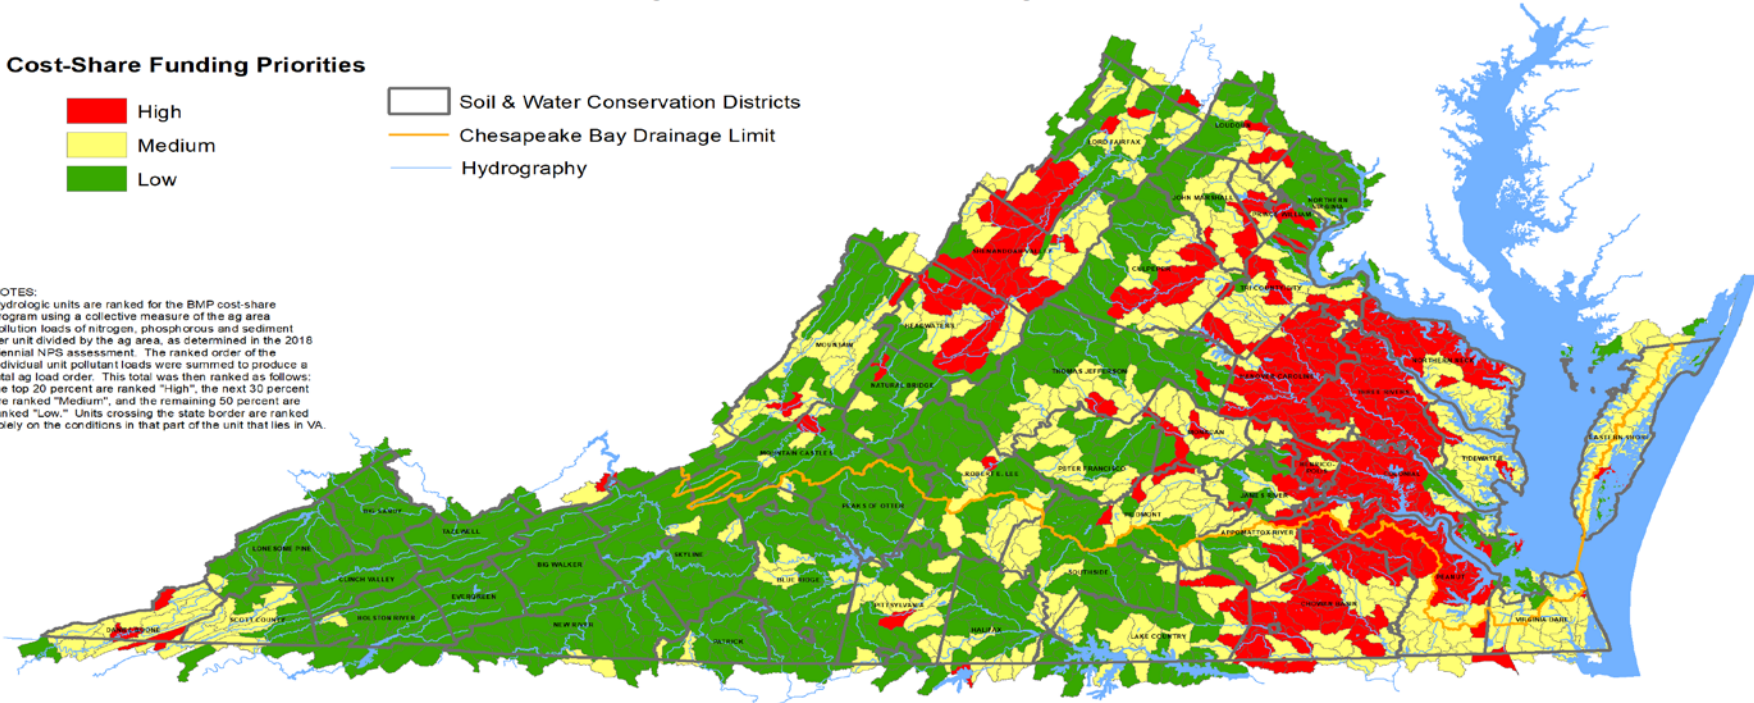 Cost-Share Funding Priorities
High
Medium
Low
Soil & Water Conservation Districts
Chesapeake Bay Drainage Limit
Hydrography
OTES:
ydrologic units are ranked for the BMP cost-share
rogram using a collective measure of the ag area
ollution loads of nitrogen, phosphorous and sediment
er unit divided by the ag area, as determined in the 2018
iennial NPS assessment. The ranked order of the
dividual unit pollutant loads were summed to produce a
tal ag load order. This total was then ranked as follows:
e top 20 percent are ranked "High", the next 30 percent
re ranked "Medium", and the remaining 50 percent are
nked "Low." Units crossing the state border are ranked
olely on the conditions in that part of the unit that lies in VA.
LORD FAIRFAX
LOUDOUN
JOHN MARSHALL
NORTHERN
VIRGINIA
PRINCE WILLIAM
SHENANDOAH VALLEY
CULPEPER
TRI-COUNTY/CITY
HEADWATERS
MOUNTAIN
NATURAL BRIDGE
THOMAS JEFFERSON
HANOVER-CAROLINE
NORTHERN NECK
THREE RIVERS
MONACAN
EASTERN SHORE
MOUNTAIN CASTLES
ROBERT E. LEE
PETER FRANCISCO
HENRICO-
TIDEWATER
COLONIAL
JAMES RIVER
PEAKS OF OTTER
PIEDMONT
APPOMATTOX RIVER
BIG SANDY
TAZEWELL
LONESOME PINE
CLINCH VALLEY
BIG WALKER
SKYLINE
BLUE RIDGE
SOUTHSIDE
PEANUT
EVERGREEN
PITTSYLVANIA
CHOWAN BASIN
SCOTT COUNTY
HOLSTON RIVER
NEW RIVER
DANIEL BOONE
PATRICK
HALIFAX
LAKE COUNTRY
VIRGINIA DARE